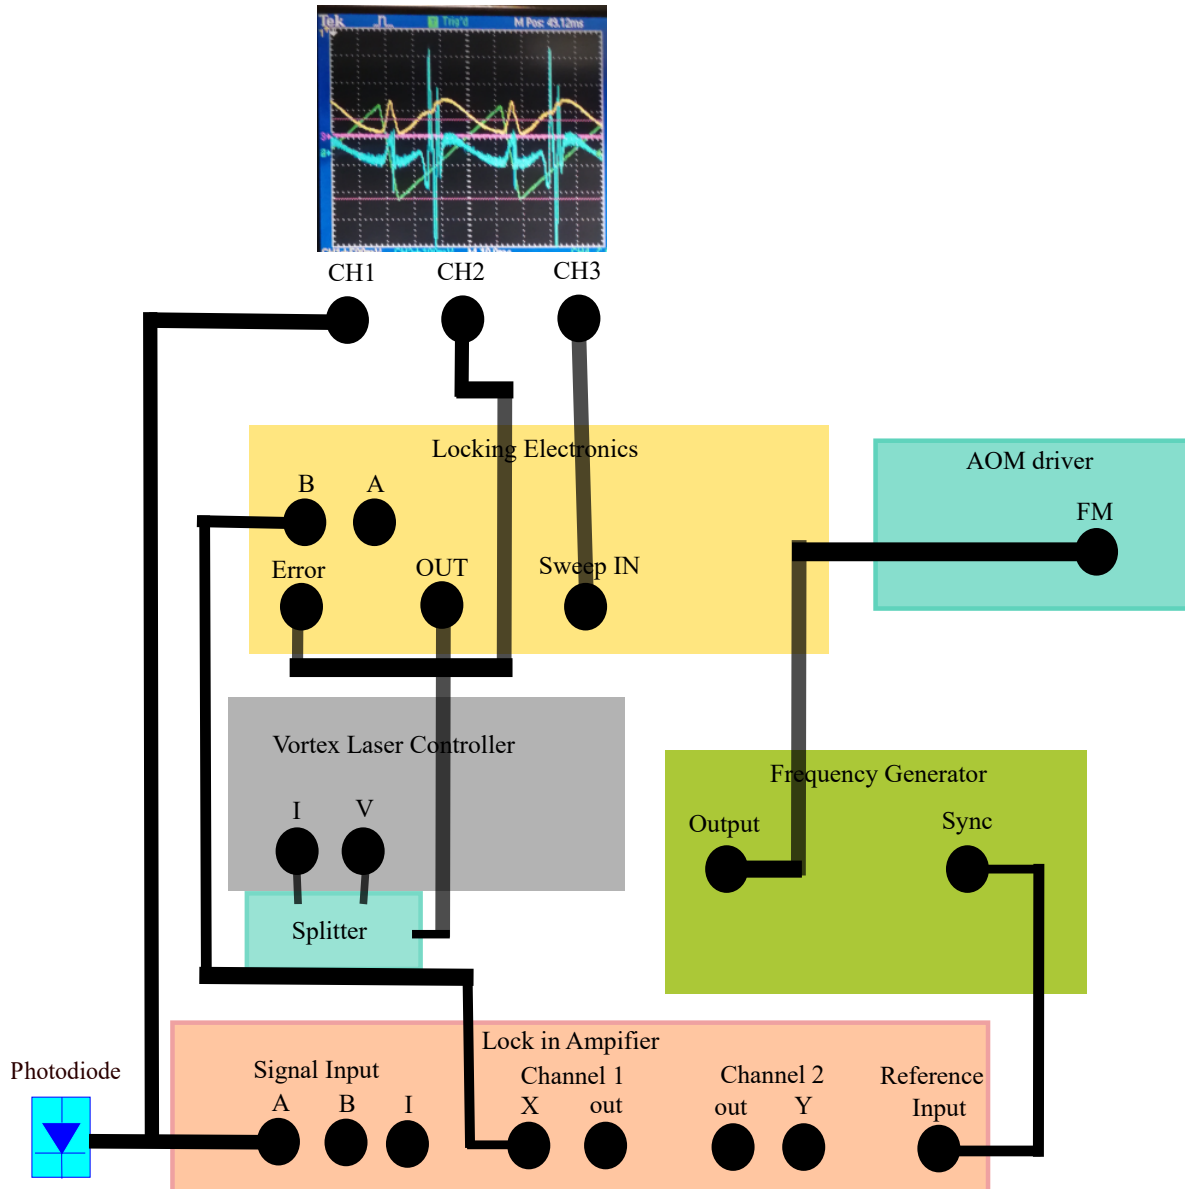 Tek Trig'd M Pos: 49.12ms
CH1 CH2 CH3
Locking Electronics
B A
Error OUT Sweep IN
AOM driver
FM
Vortex Laser Controller
I V
Splitter
Frequency Generator
Output Sync
Lock in Ampifier
Photodiode
Signal Input
A B I
Channel 1
X out
Channel 2
out Y
Reference
Input